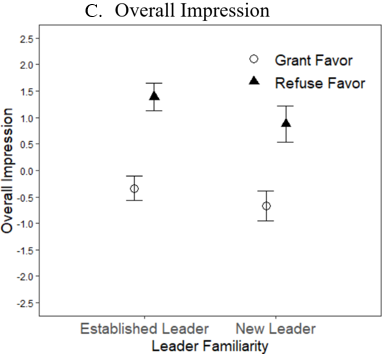 C. Overall Impression
Grant Favor
Refuse Favor
2.5
2.0
1.5
1.0
0.5
0.0
-0.5
-1.0
-1.5
-2.0
-2.5
Overall Impression
Established Leader
New Leader
Leader Familiarity